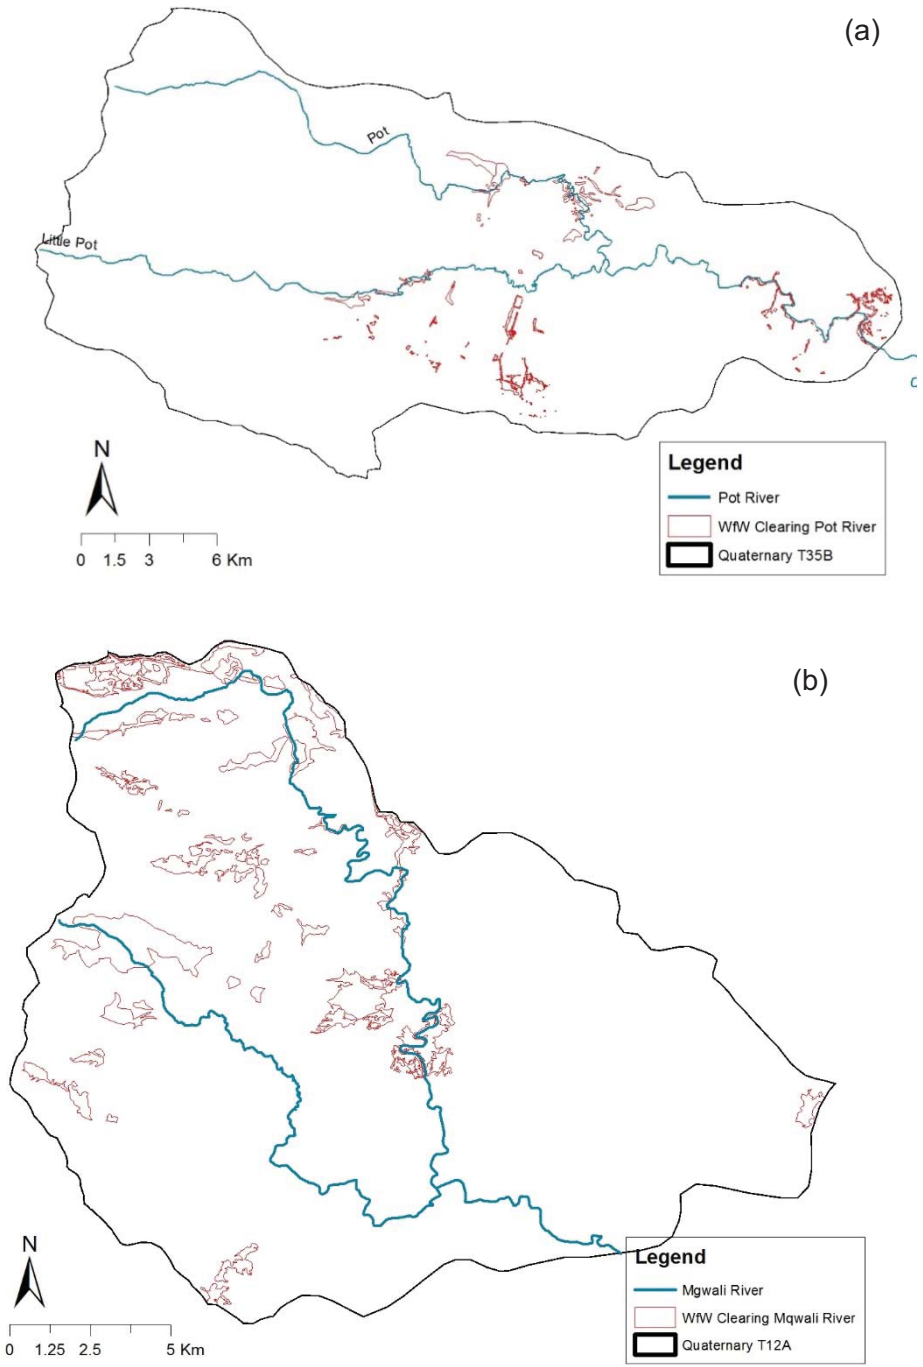 (a)
Pot
Little Pot
N
0 1.5 3 6 Km
Legend
Pot River
WfW Clearing Pot River
Quaternary T35B
(b)
N
0 1.25 2.5 5 Km
Legend
Mgwali River
WfW Clearing Mqwali River
Quaternary T12A